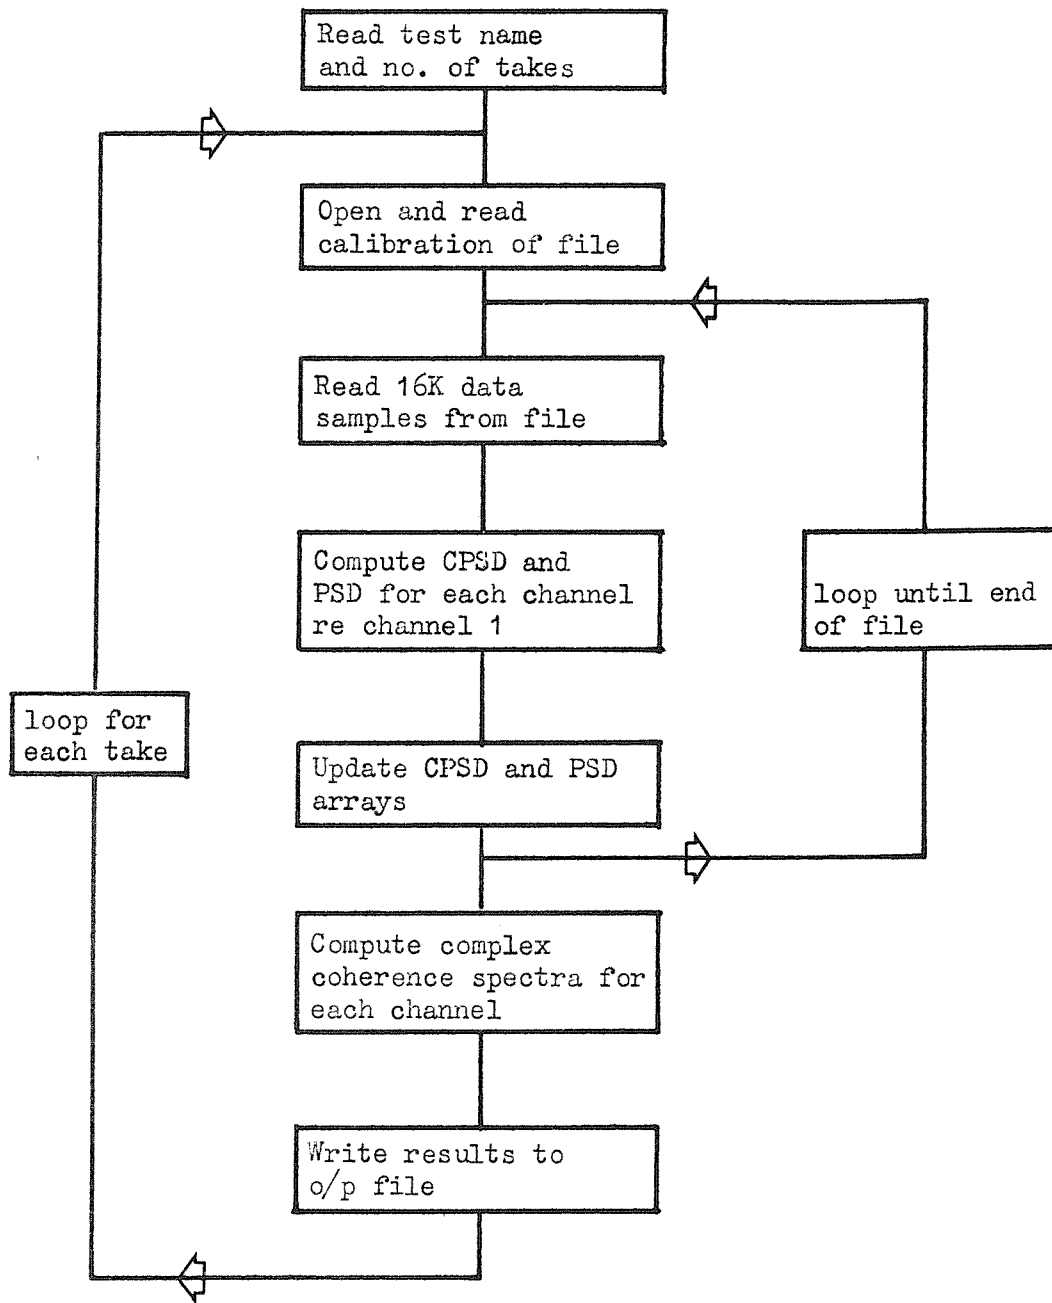 Read test name
and no. of takes
Open and read
calibration of file
Read 16K data
samples from file
Compute CPSD and
PSD for each channel
re channel 1
loop until end
of file
loop for
each take
Update CPSD and PSD
arrays
Compute complex
coherence spectra for
each channel
Write results to
o/p file